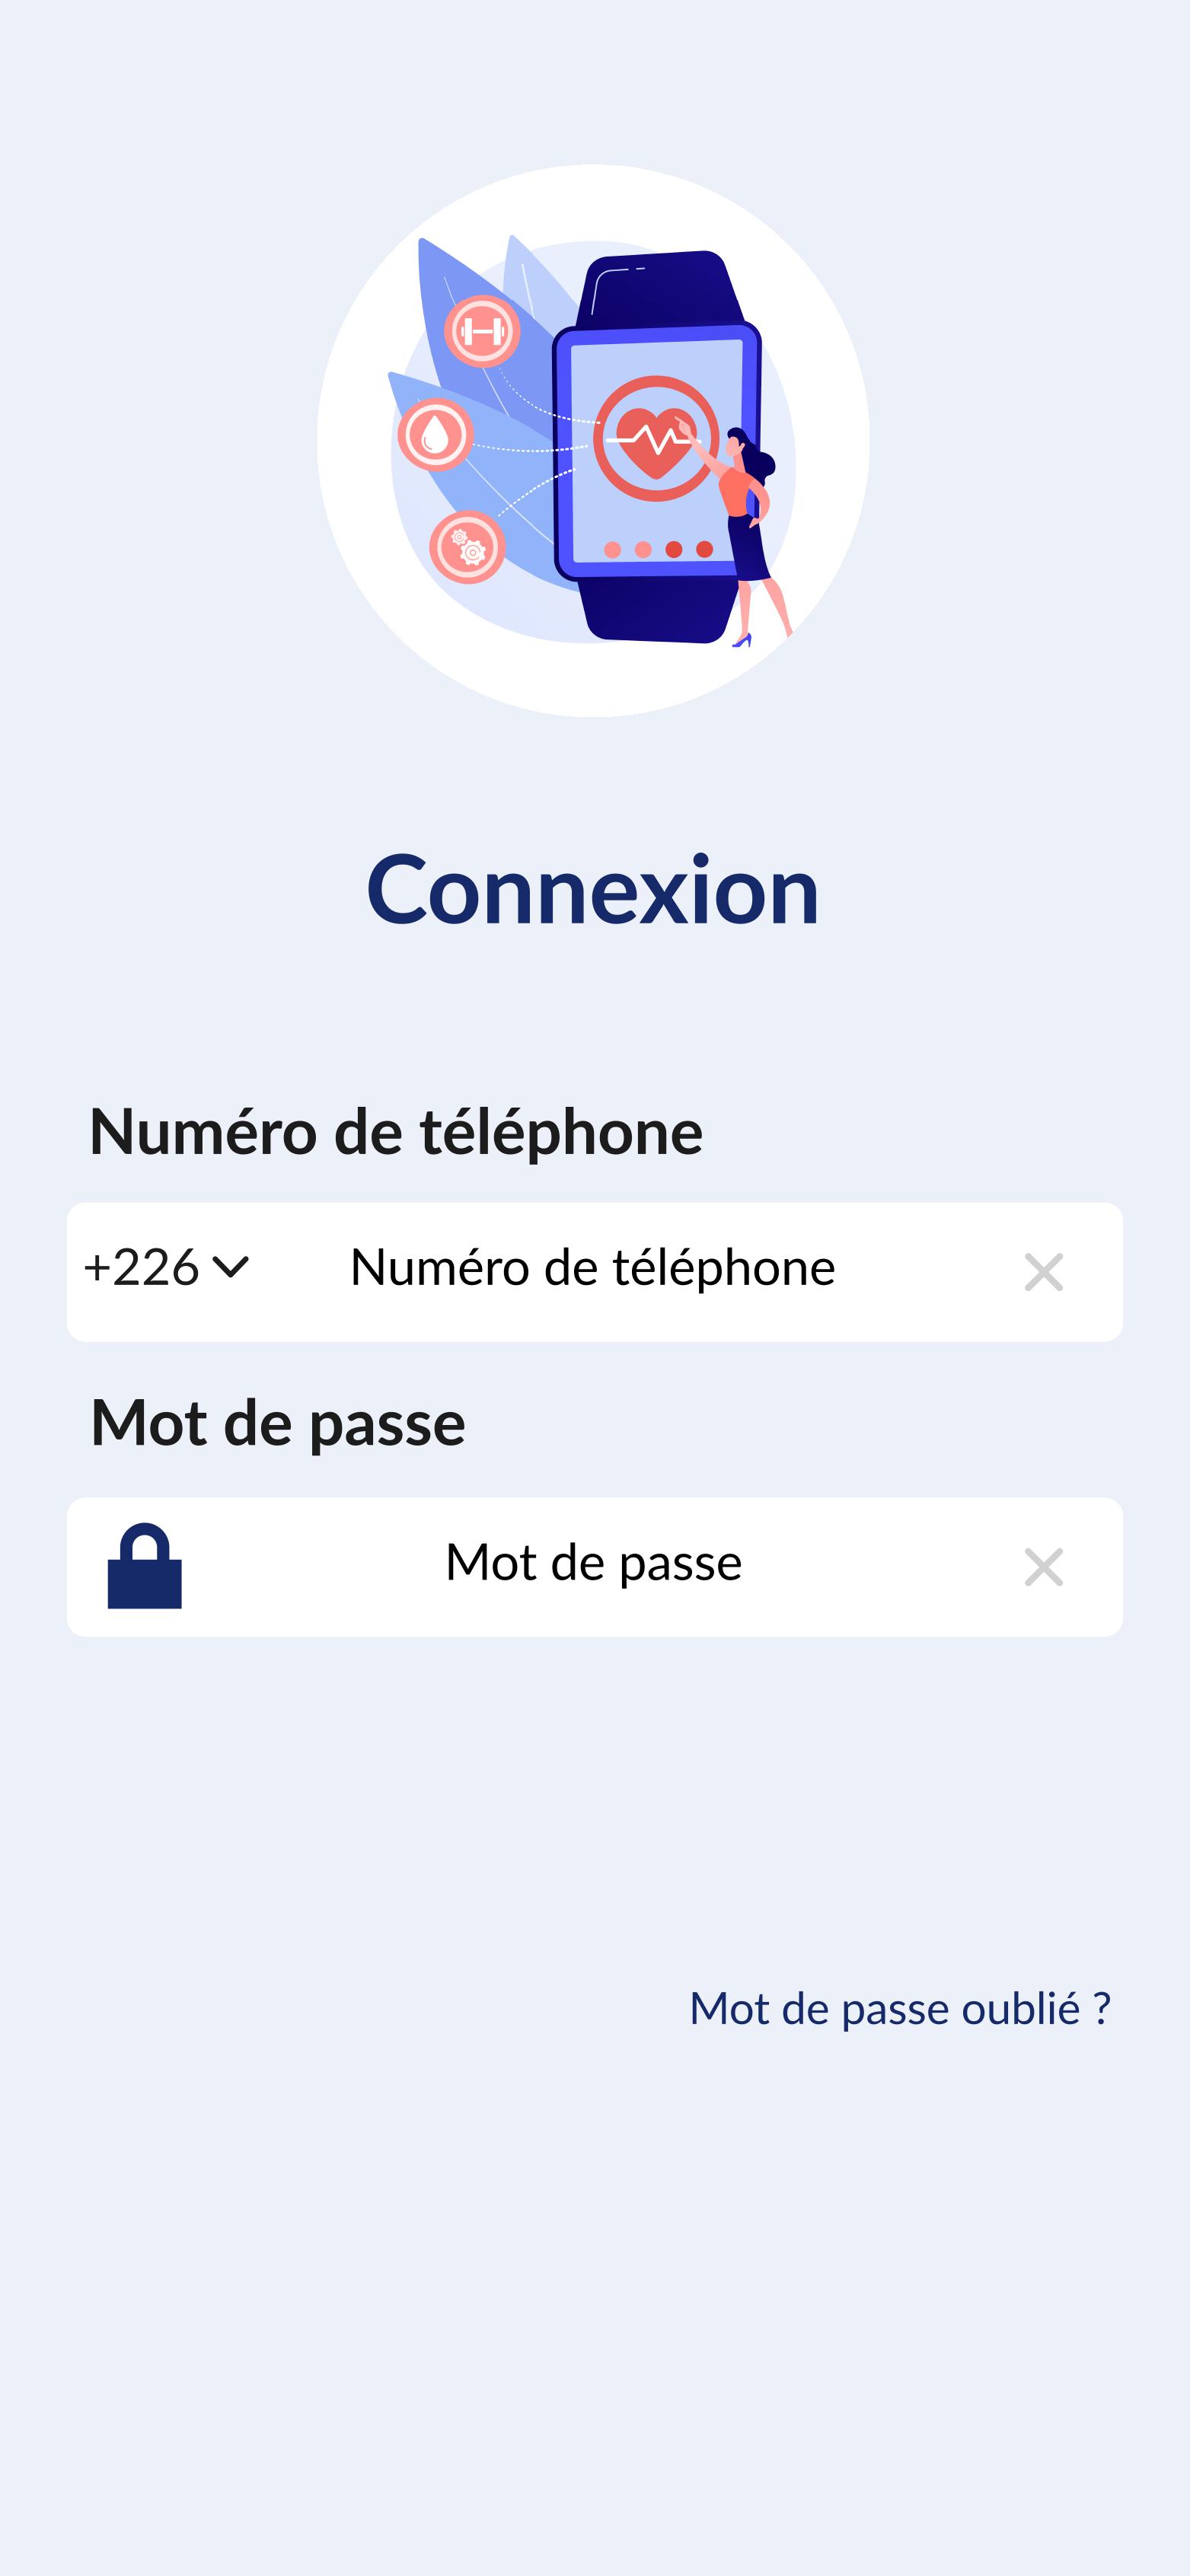 Connexion
Numéro de téléphone
+226 Numéro de téléphone
Mot de passe
Mot de passe
Mot de passe oublié ?